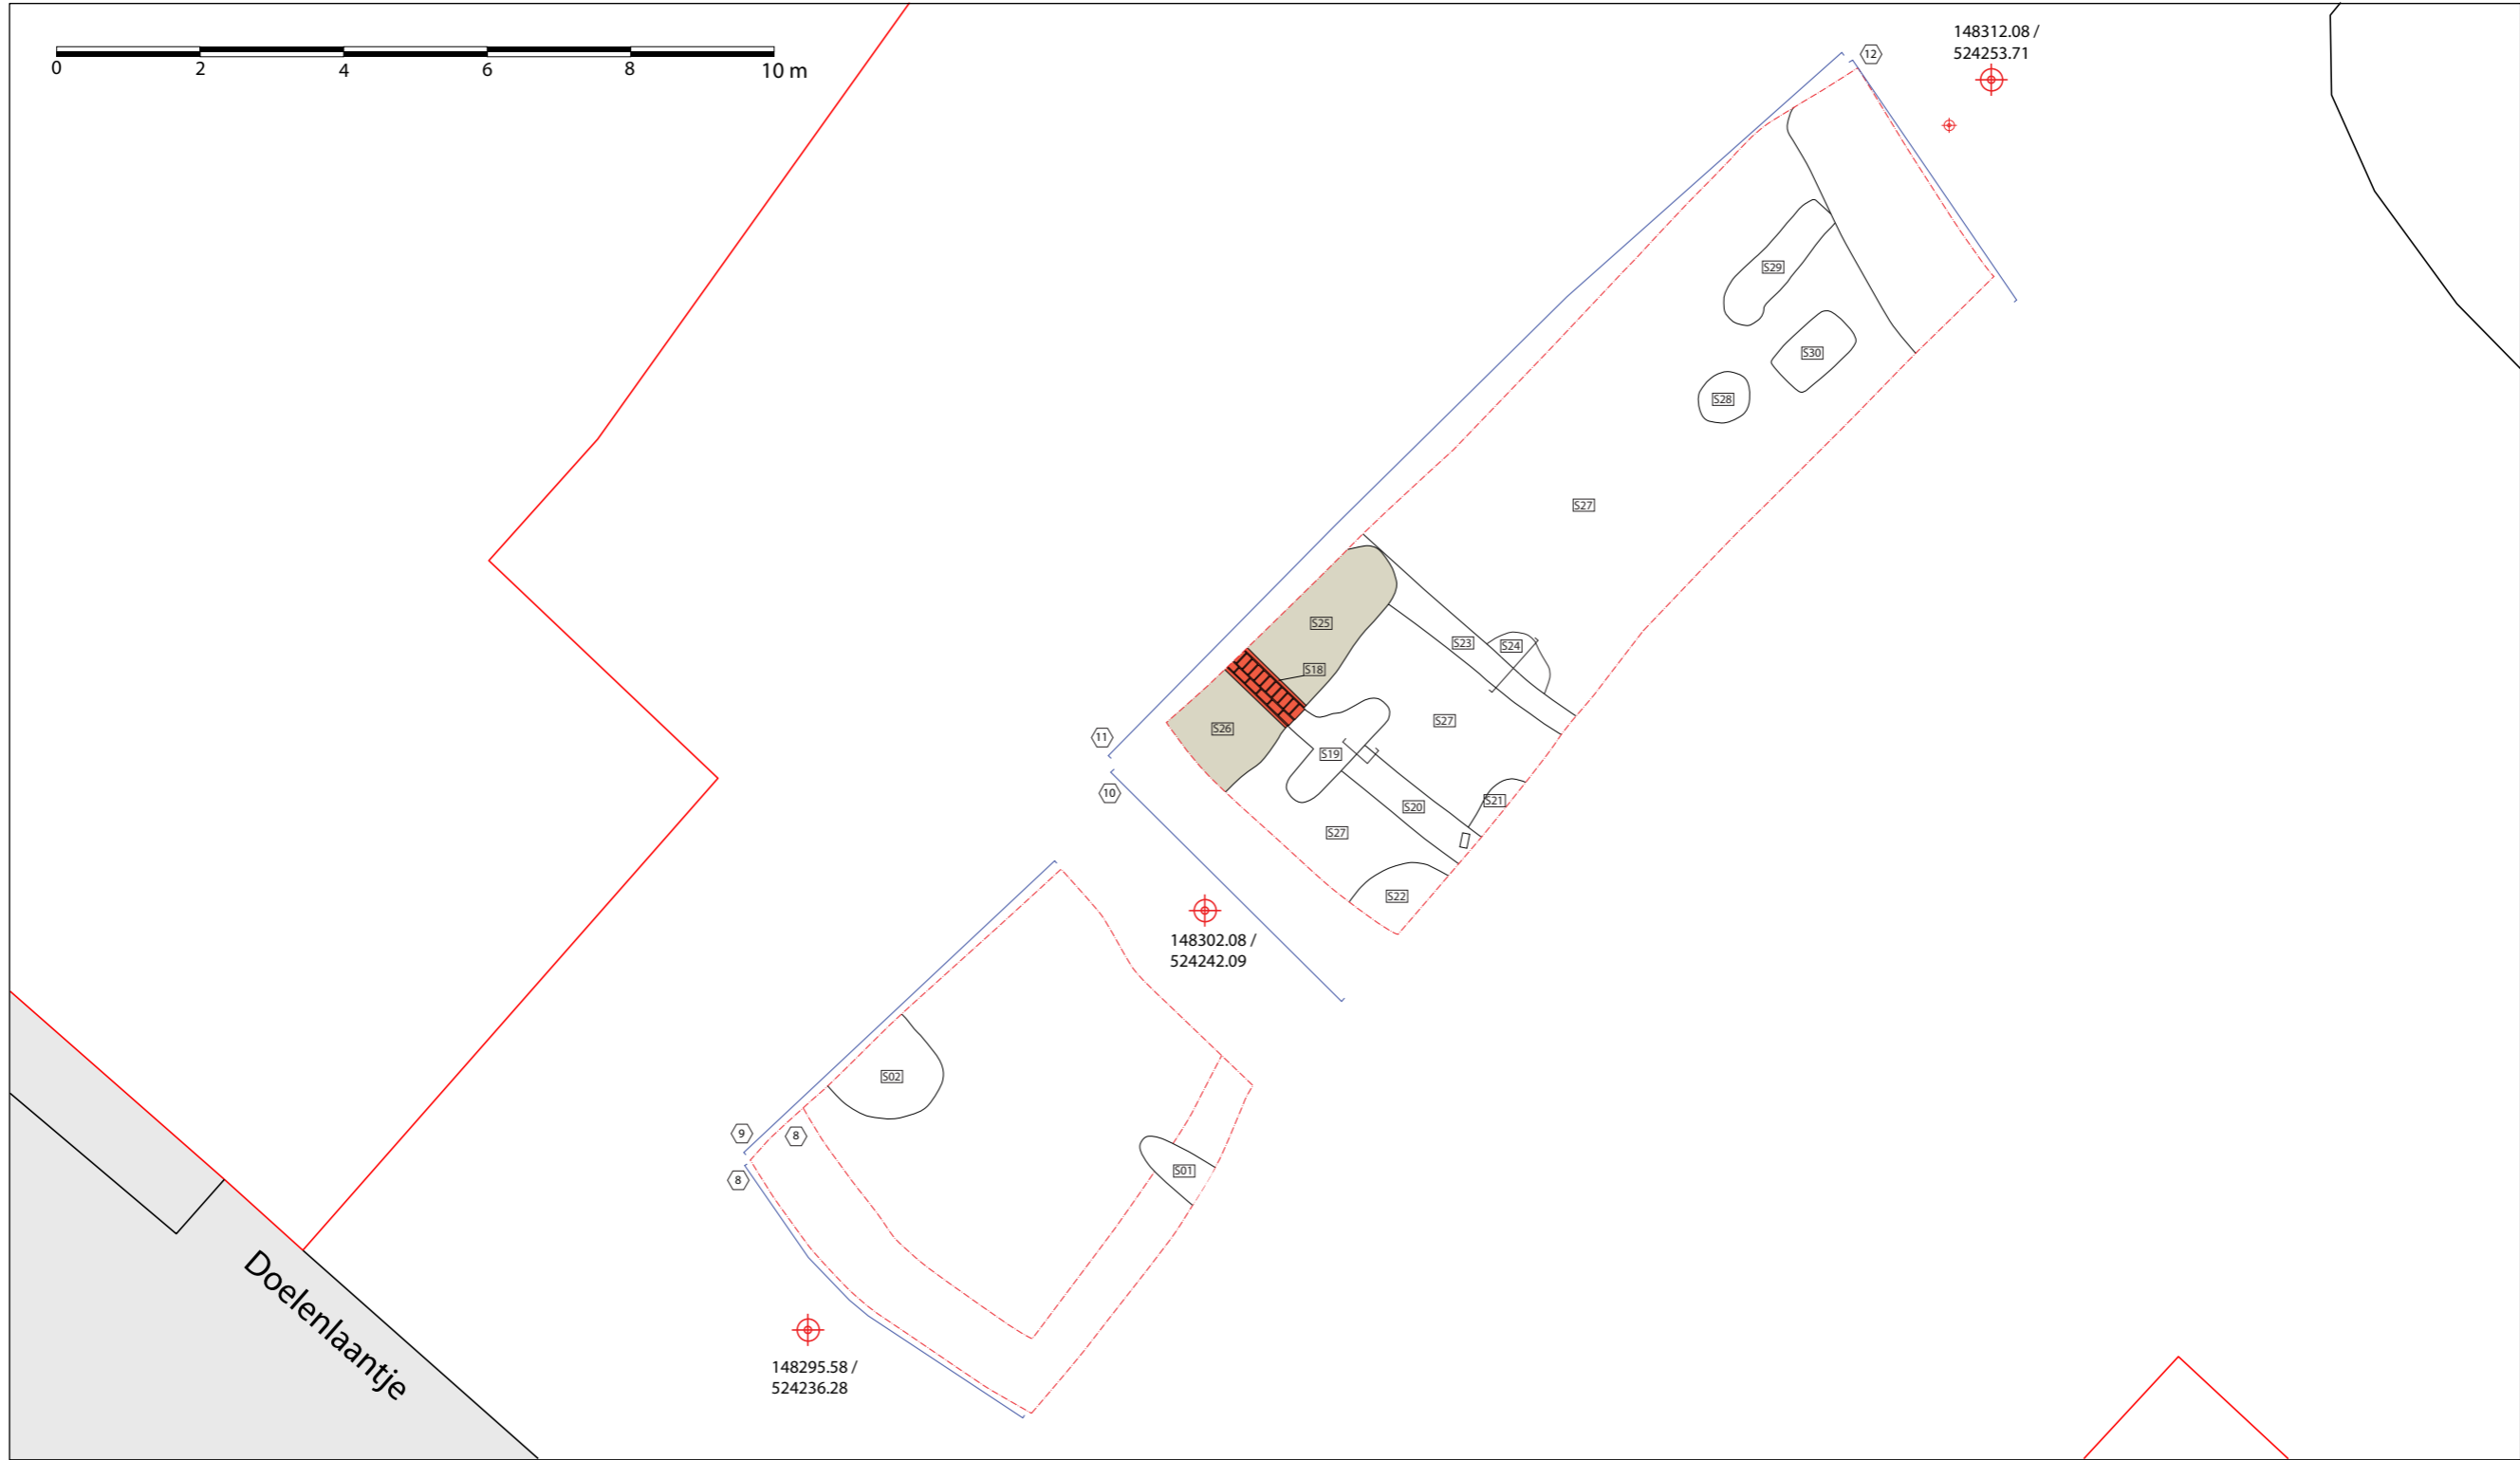 0 2 4 6 8 10 m
148312.08 /
524253.71
12
S29
S30
S28
S27
S25
S23
S24
S18
S27
S26
11
S19
10
S21
S20
S27
S22
148302.08 /
524242.09
S02
9
8
8
S01
Doelenlaantje
148295.58 /
524236.28